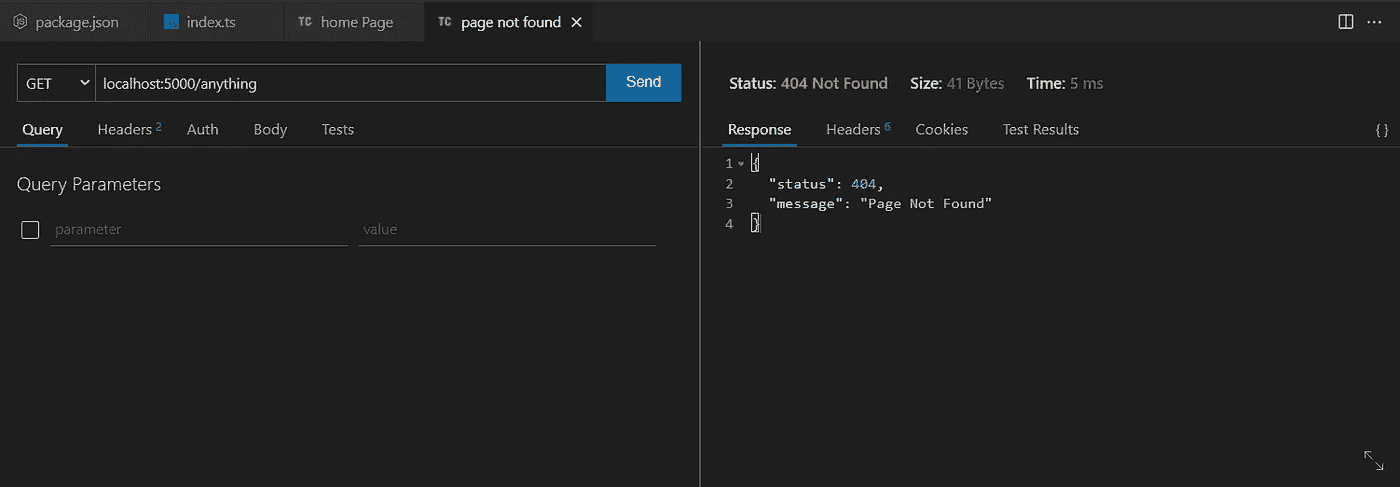 package.json index.ts TC home Page TC page not found
GET localhost:5000/anything Send
Status: 404 Not Found Size: 41 Bytes Time: 5 ms
Query Headers 2 Auth Body Tests
Response Headers 6 Cookies Test Results {}
Query Parameters
parameter value
1 {
2 "status": 404,
3 "message": "Page Not Found"
4 }